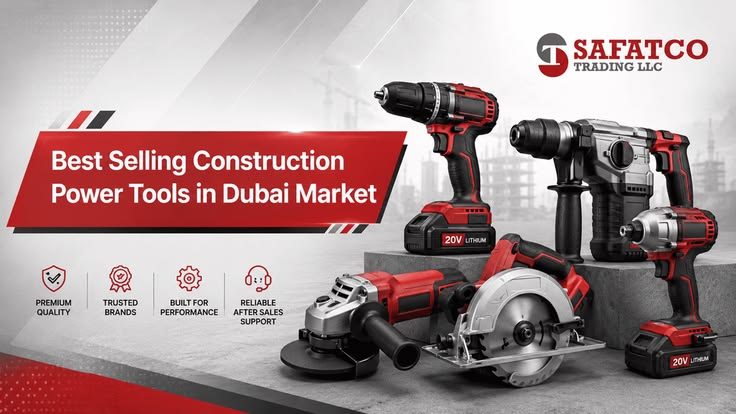 SAFATCO
TRADING LLC
Best Selling Construction
Power Tools in Dubai Market
PREMIUM
QUALITY
TRUSTED
BRANDS
BUILT FOR
PERFORMANCE
RELIABLE
AFTER SALES
SUPPORT
20V LITHIUM
20V LITHIUM